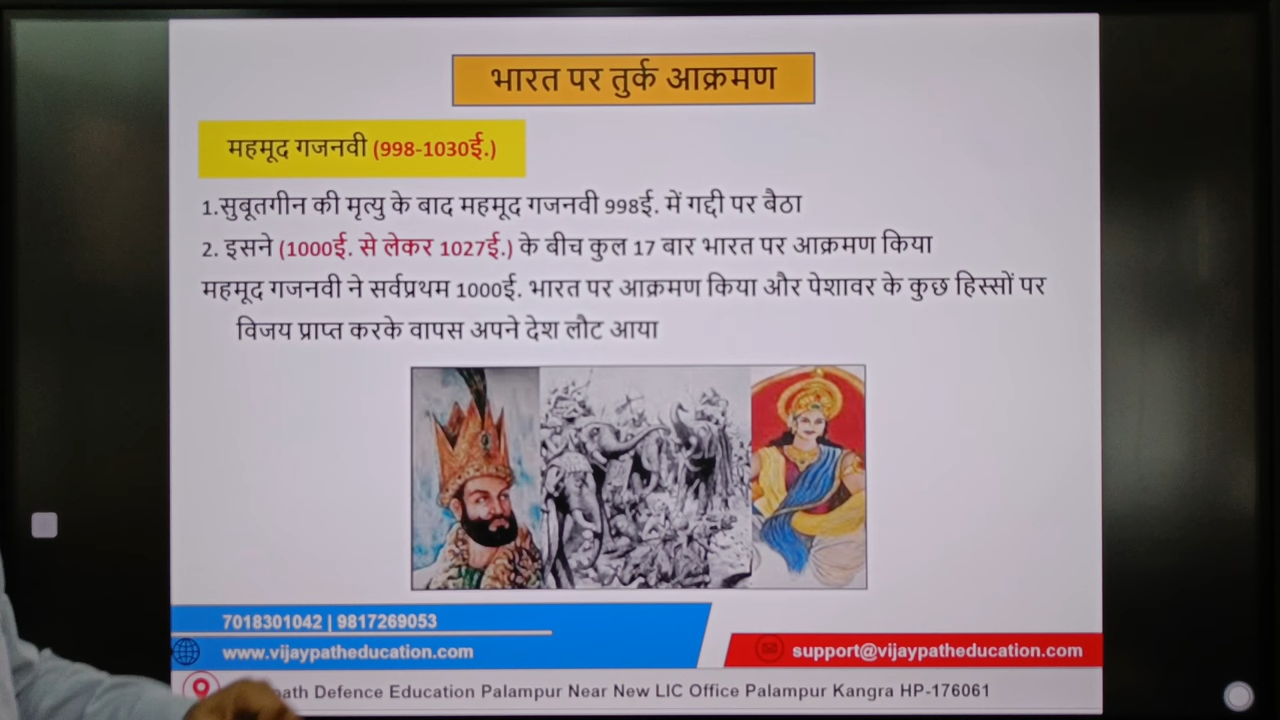 भारत पर तुर्क आक्रमण
महमूद गजनवी (998-1030ई.)
1.सुबूतगीन की मृत्यु के बाद महमूद गजनवी 998ई. में गद्दी पर बैठा
2. इसने (1000ई. से लेकर 1027ई.) के बीच कुल 17 बार भारत पर आक्रमण किया
महमूद गजनवी ने सर्वप्रथम 1000ई. भारत पर आक्रमण किया और पेशावर के कुछ हिस्सों पर
विजय प्राप्त करके वापस अपने देश लौट आया
7018301042 | 9817269053
www.vijaypatheducation.com
support@vijaypatheducation.com
Defence Education Palampur Near New LIC Office Palampur Kangra HP-176061